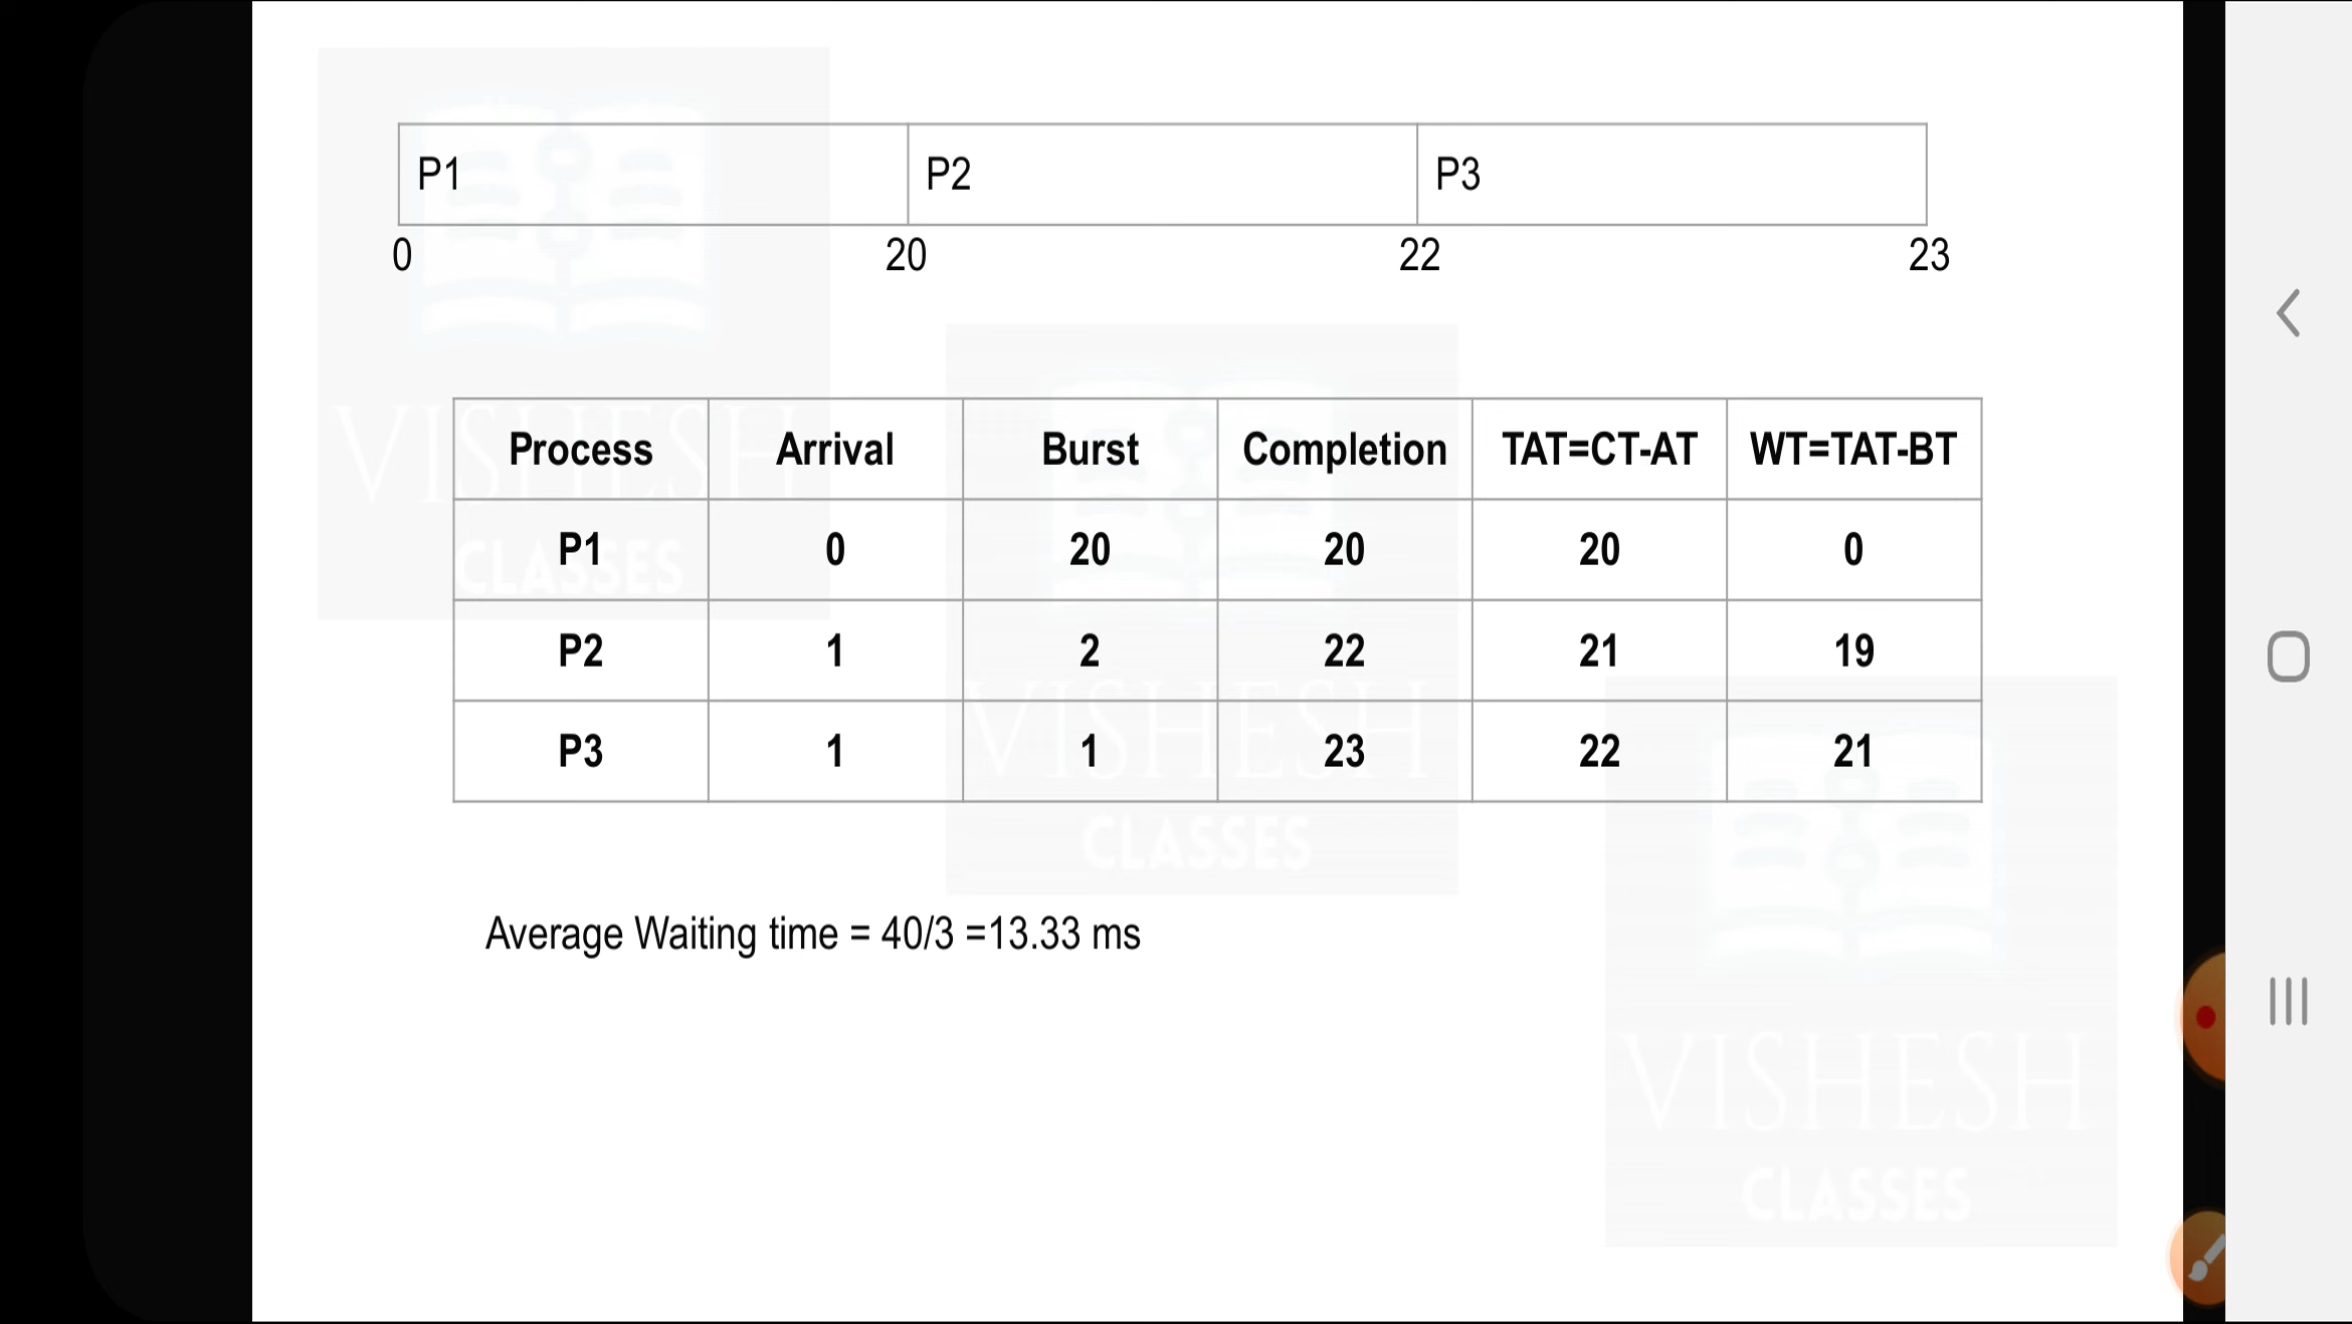 P1 P2 P3
0 20 22 23
Process Arrival Burst Completion TAT=CT-AT WT=TAT-BT
P1 0 20 20 20 0
P2 1 2 22 21 19
P3 1 1 23 22 21
Average Waiting time = 40/3 =13.33 ms
VISHESH
CLASSES
VISHESH
CLASSES
VISHESH
CLASSES